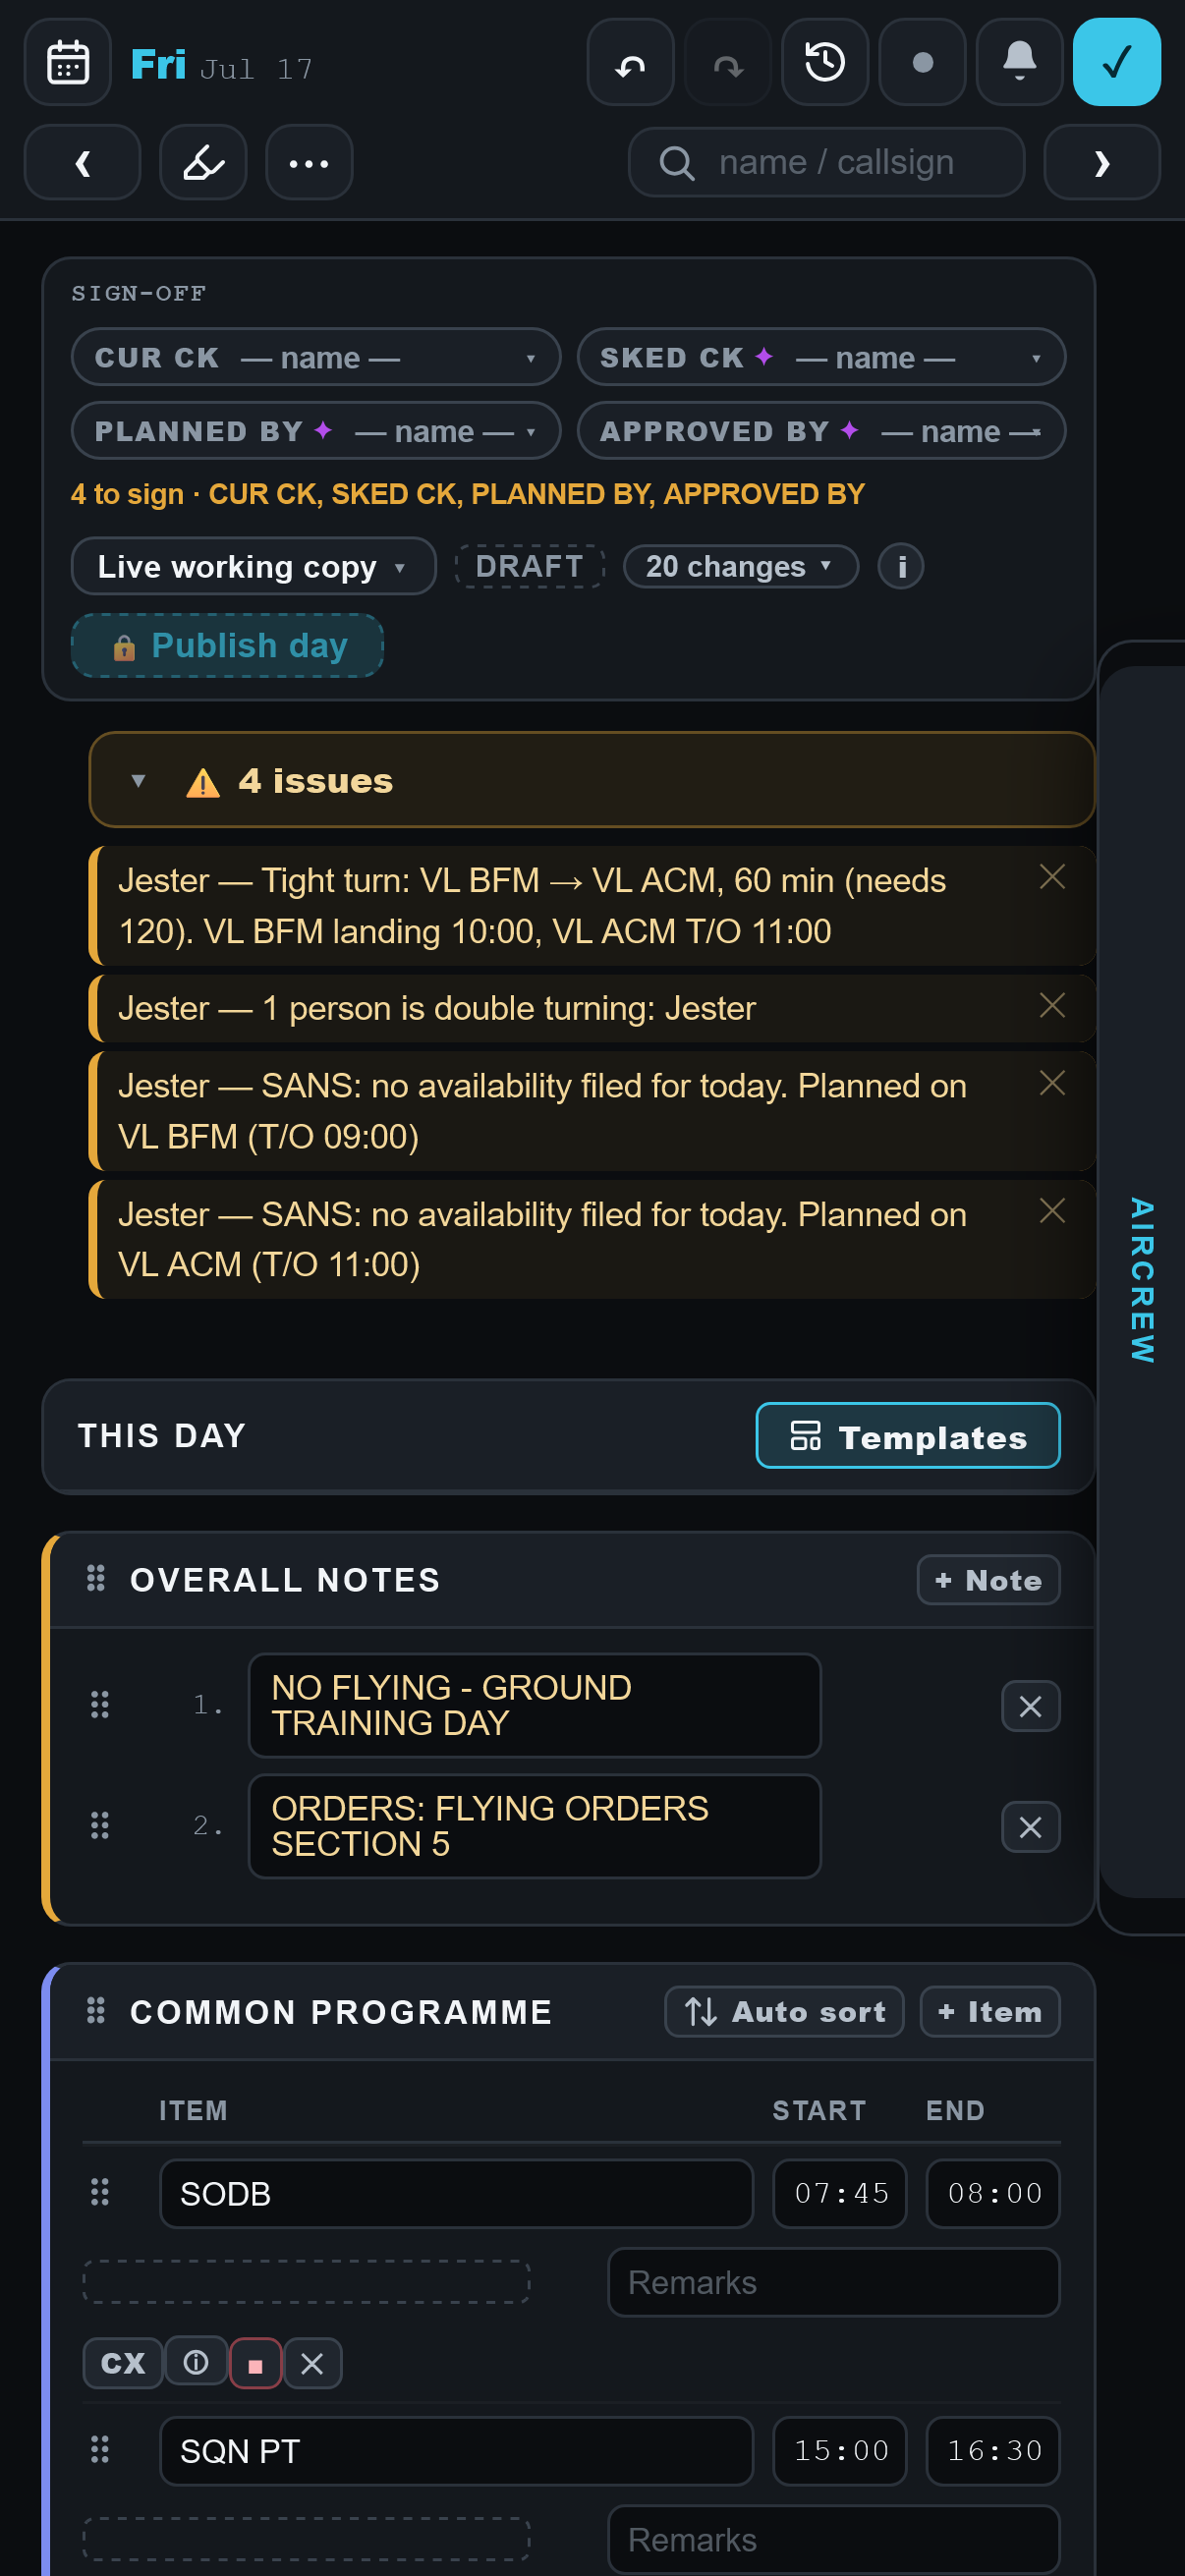 Fri Jul 17
name / callsign
SIGN-OFF
CUR CK — name —
SKED CK ✦ — name —
PLANNED BY ✦ — name —
APPROVED BY ✦ — name —
4 to sign · CUR CK, SKED CK, PLANNED BY, APPROVED BY
Live working copy
DRAFT
20 changes
i
Publish day
4 issues
Jester — Tight turn: VL BFM → VL ACM, 60 min (needs
120). VL BFM landing 10:00, VL ACM T/O 11:00
Jester — 1 person is double turning: Jester
Jester — SANS: no availability filed for today. Planned on
VL BFM (T/O 09:00)
Jester — SANS: no availability filed for today. Planned on
VL ACM (T/O 11:00)
AIRCREW
THIS DAY
Templates
OVERALL NOTES
+ Note
1. NO FLYING - GROUND
TRAINING DAY
2. ORDERS: FLYING ORDERS
SECTION 5
COMMON PROGRAMME
Auto sort
+ Item
ITEM START END
SODB 07:45 08:00
Remarks
CX
SQN PT 15:00 16:30
Remarks